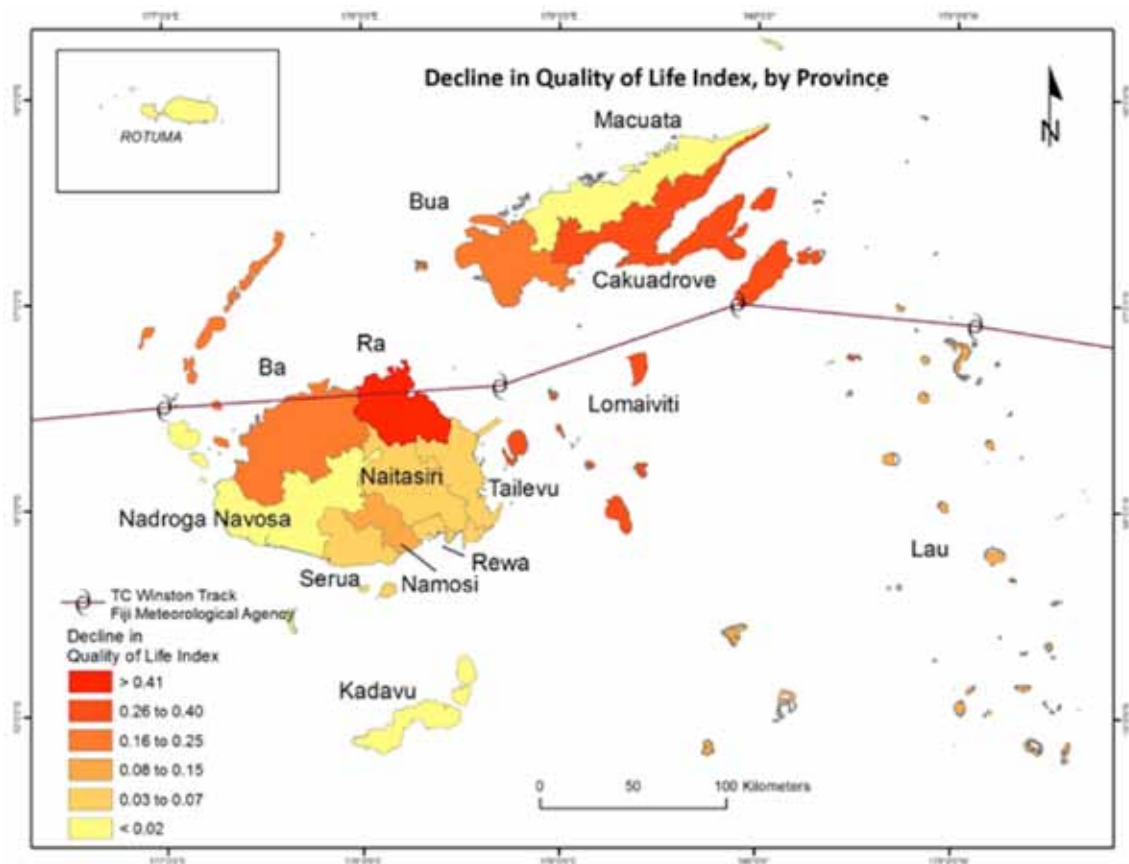 Decline in Quality of Life Index, by Province
ROTUMA
N
Macuata
Bua
Cakuadrove
Ra
Ba
Lomaiviti
Naitasiri
Tailevu
Nadroga Navosa
Lau
Rewa
Serua
Namosi
TC Winston Track
Fiji Meteorological Agency
Decline in
Quality of Life Index
> 0.41
0.26 to 0.40
0.16 to 0.25
0.08 to 0.15
0.03 to 0.07
< 0.02
Kadavu
0 50 100 Kilometers